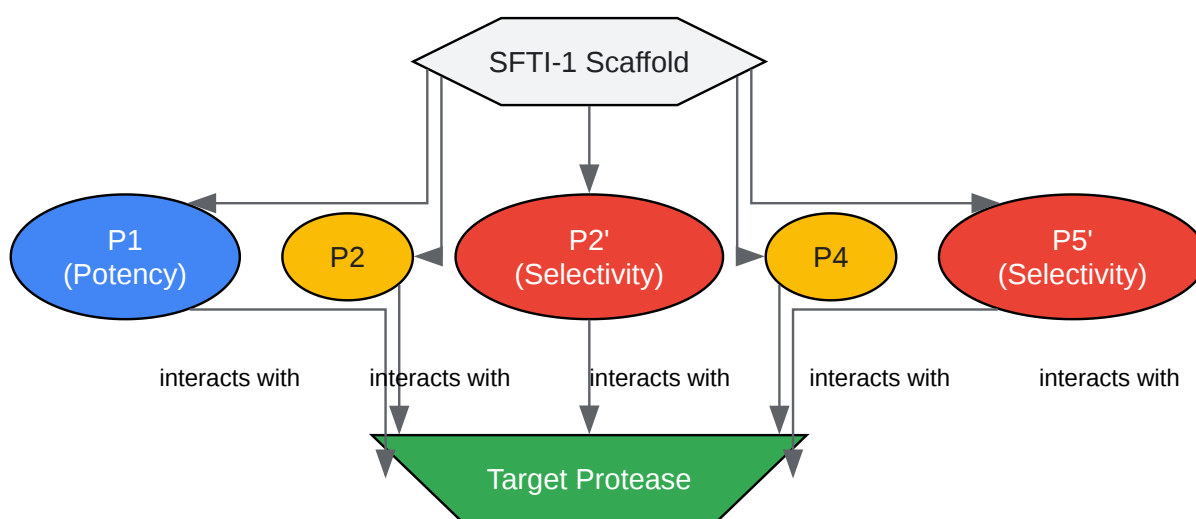 SFTI-1 Scaffold
P1
(Potency)
P2
P2'
(Selectivity)
P4
P5'
(Selectivity)
interacts with
interacts with
interacts with
interacts with
interacts with
Target Protease